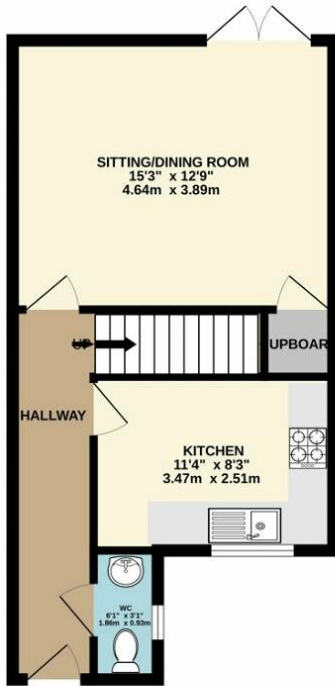 SITTING/DINING ROOM
15'3" x 12'9"
4.64m x 3.89m
UP
UPBOAR
HALLWAY
KITCHEN
11'4" x 8'3"
3.47m x 2.51m
WC
6'1" x 3'1"
1.86m x 0.93m